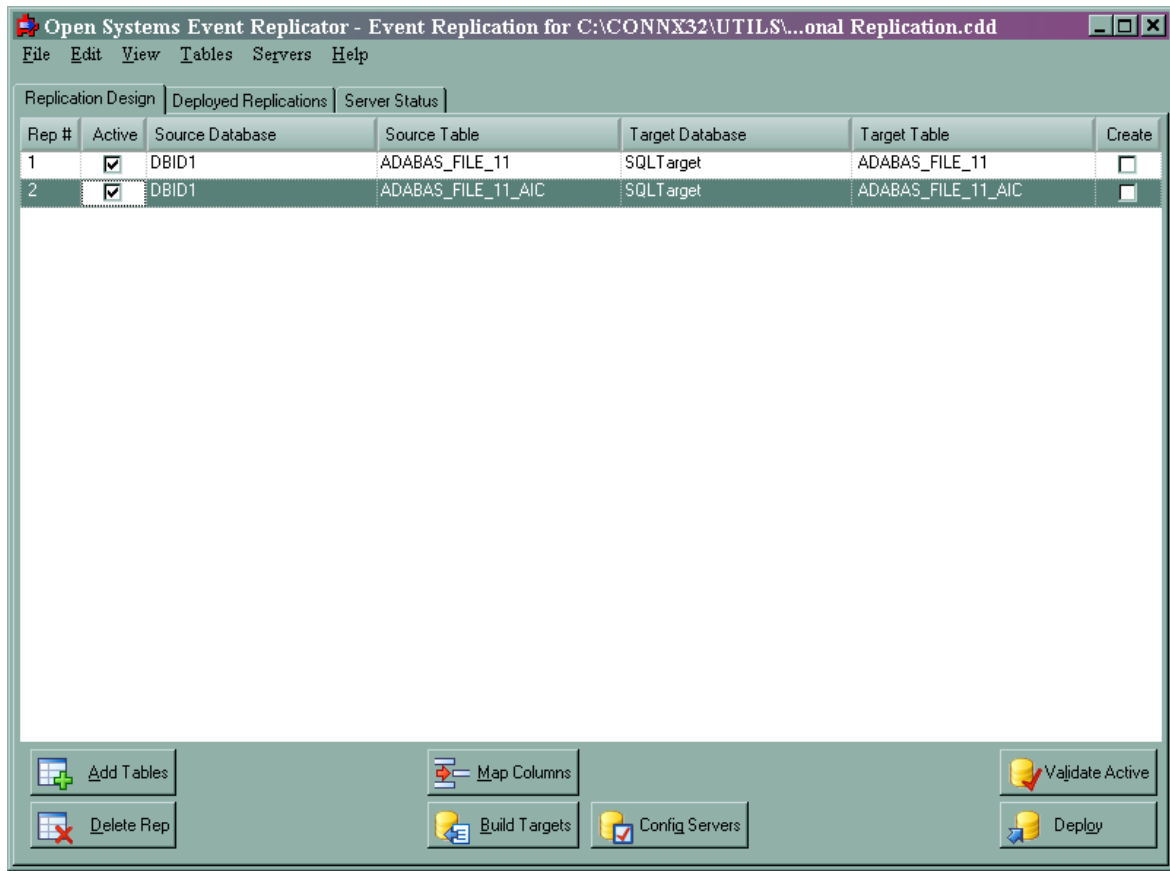 Open Systems Event Replicator - Event Replication for C:\CONNX32\UTILS\...onal Replication.cdd
File Edit View Tables Servers Help
Replication Design Deployed Replications Server Status
Rep # Active Source Database Source Table Target Database Target Table Create
1 DBID1 ADABAS_FILE_11 SQLTarget ADABAS_FILE_11
2 DBID1 ADABAS_FILE_11_AIC SQLTarget ADABAS_FILE_11_AIC
Add Tables Map Columns Validate Active
Delete Rep Build Targets Config Servers Deploy